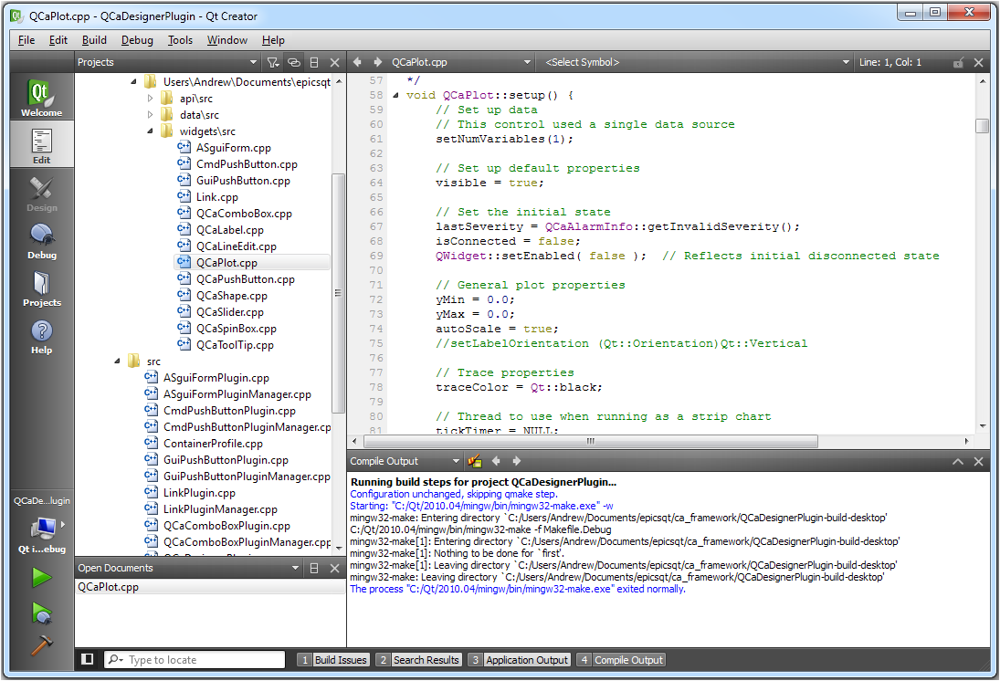 QCaPlot.cpp - QCaDesignerPlugin - Qt Creator
File Edit Build Debug Tools Window Help
Projects
QCaPlot.cpp
<Select Symbol>
Line: 1, Col: 1
Qt
Welcome
Edit
Design
Debug
Projects
Help
QCaDe...lugin
Qt i...ebug
Users\Andrew\Documents\epicsqt
api\src
data\src
widgets\src
ASguiForm.cpp
CmdPushButton.cpp
GuiPushButton.cpp
Link.cpp
QCaComboBox.cpp
QCaLabel.cpp
QCaLineEdit.cpp
QCaPlot.cpp
QCaPushButton.cpp
QCaShape.cpp
QCaSlider.cpp
QCaSpinBox.cpp
QCaToolTip.cpp
src
ASguiFormPlugin.cpp
ASguiFormPluginManager.cpp
CmdPushButtonPlugin.cpp
CmdPushButtonPluginManager.cp
ContainerProfile.cpp
GuiPushButtonPlugin.cpp
GuiPushButtonPluginManager.cpp
LinkPlugin.cpp
LinkPluginManager.cpp
QCaComboBoxPlugin.cpp
QCaComboBoxPluginManager.cpp
Open Documents
QCaPlot.cpp
57 */
58 void QCaPlot::setup() {
59 // Set up data
60 // This control used a single data source
61 setNumVariables(1);
62
63 // Set up default properties
64 visible = true;
65
66 // Set the initial state
67 lastSeverity = QCaAlarmInfo::getInvalidSeverity();
68 isConnected = false;
69 QWidget::setEnabled( false ); // Reflects initial disconnected state
70
71 // General plot properties
72 yMin = 0.0;
73 yMax = 0.0;
74 autoScale = true;
75 //setLabelOrientation (Qt::Orientation)Qt::Vertical
76
77 // Trace properties
78 traceColor = Qt::black;
79
80 // Thread to use when running as a strip chart
81 tickTimer = NULL;
Compile Output
Running build steps for project QCaDesignerPlugin...
Configuration unchanged, skipping qmake step.
Starting: "C:/Qt/2010.04/mingw/bin/mingw32-make.exe" -w
mingw32-make: Entering directory `C:/Users/Andrew/Documents/epicsqt/ca_framework/QCaDesignerPlugin-build-desktop'
C:/Qt/2010.04/mingw/bin/mingw32-make -f Makefile.Debug
mingw32-make[1]: Entering directory `C:/Users/Andrew/Documents/epicsqt/ca_framework/QCaDesignerPlugin-build-desktop'
mingw32-make[1]: Nothing to be done for `first'.
mingw32-make[1]: Leaving directory `C:/Users/Andrew/Documents/epicsqt/ca_framework/QCaDesignerPlugin-build-desktop'
mingw32-make: Leaving directory `C:/Users/Andrew/Documents/epicsqt/ca_framework/QCaDesignerPlugin-build-desktop'
The process "C:/Qt/2010.04/mingw/bin/mingw32-make.exe" exited normally.
Type to locate
1 Build Issues 2 Search Results 3 Application Output 4 Compile Output